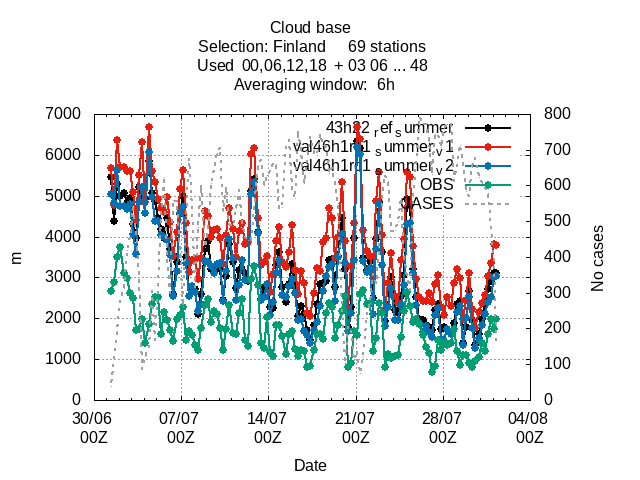 Cloud base
Selection: Finland 69 stations
Used 00,06,12,18 + 03 06 ... 48
Averaging window: 6h
7000
6000
5000
4000
3000
2000
1000
0
m
800
700
600
500
400
300
200
100
0
No cases
43h22_ref_summer
val46h1rc1_summer_v1
val46h1rc1_summer_v2
OBS
CASES
30/06 07/07 14/07 21/07 28/07 04/08
00Z 00Z 00Z 00Z 00Z 00Z
Date